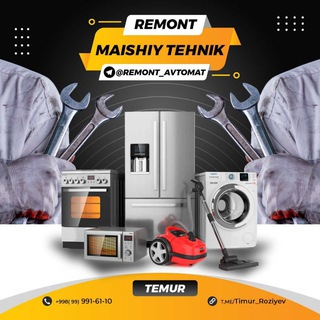 REMONT
MAISHIY TEHNIK
@REMONT_AVTOMAT
TEMUR
+998( 99) 991-61-10
T.ME/Timur_Roziyev